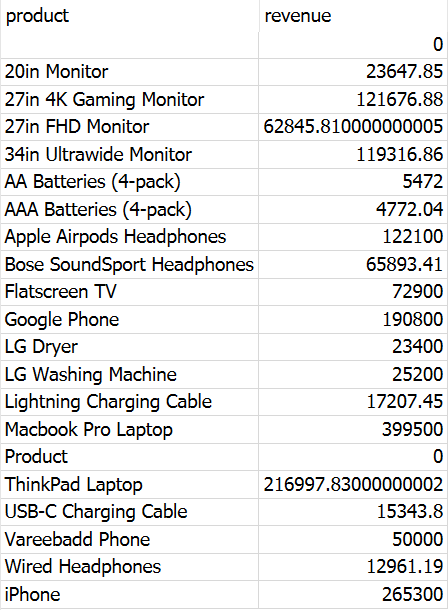 product revenue
0
20in Monitor 23647.85
27in 4K Gaming Monitor 121676.88
27in FHD Monitor 62845.810000000005
34in Ultrawide Monitor 119316.86
AA Batteries (4-pack) 5472
AAA Batteries (4-pack) 4772.04
Apple Airpods Headphones 122100
Bose SoundSport Headphones 65893.41
Flatscreen TV 72900
Google Phone 190800
LG Dryer 23400
LG Washing Machine 25200
Lightning Charging Cable 17207.45
Macbook Pro Laptop 399500
Product 0
ThinkPad Laptop 216997.83000000002
USB-C Charging Cable 15343.8
Vareebadd Phone 50000
Wired Headphones 12961.19
iPhone 265300